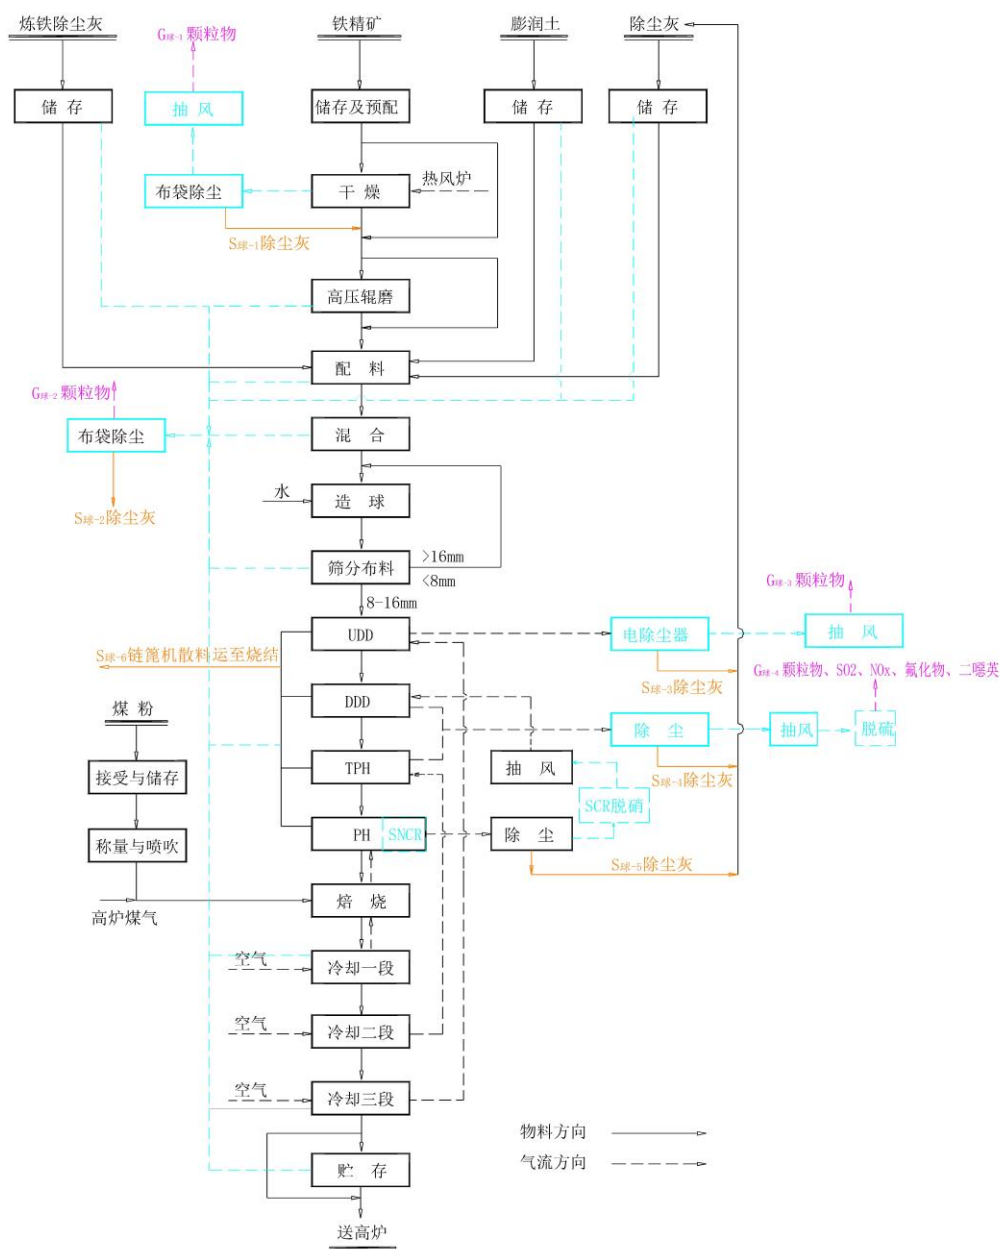 炼铁除尘灰
铁精矿
膨润土
除尘灰
G球-1 颗粒物
储 存
抽 风
储存及预配
储 存
储 存
布袋除尘
干 燥
热风炉
S球-1除尘灰
高压辊磨
配 料
G球-2 颗粒物
布袋除尘
混 合
水
造 球
S球-2除尘灰
筛分布料
>16mm
<8mm
8-16mm
G球-3 颗粒物
UDD
电除尘器
抽 风
S球-6链篦机散料运至烧结
S球-3除尘灰
G球-4 颗粒物、SO2、NOx、氟化物、二噁英
煤 粉
DDD
除 尘
抽风
脱硫
接受与储存
TPH
抽 风
S球-4除尘灰
SCR脱硝
称量与喷吹
PH
SNCR
除 尘
S球-5除尘灰
高炉煤气
焙 烧
空气
冷却一段
空气
冷却二段
空气
冷却三段
物料方向
气流方向
贮 存
送高炉